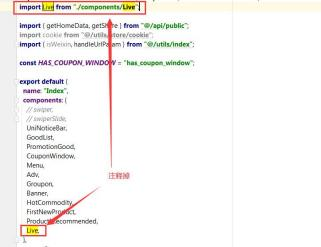 import Live from "./components/Live";
import { getHomeData, getShare } from "@/api/public";
import cookie from "@/utils/store/cookie";
import { isWeixin, handleUrlParam } from "@/utils/index";
const HAS_COUPON_WINDOW = "has_coupon_window";
export default {
name: "Index",
components: {
// swiper,
// swiperSlide,
UniNoticeBar,
GoodList,
PromotionGood,
CouponWindow,
Menu,
Adv,
注释掉
Groupon,
Banner,
HotCommodity,
FirstNewProduct,
ProductRecommended,
Live,
},